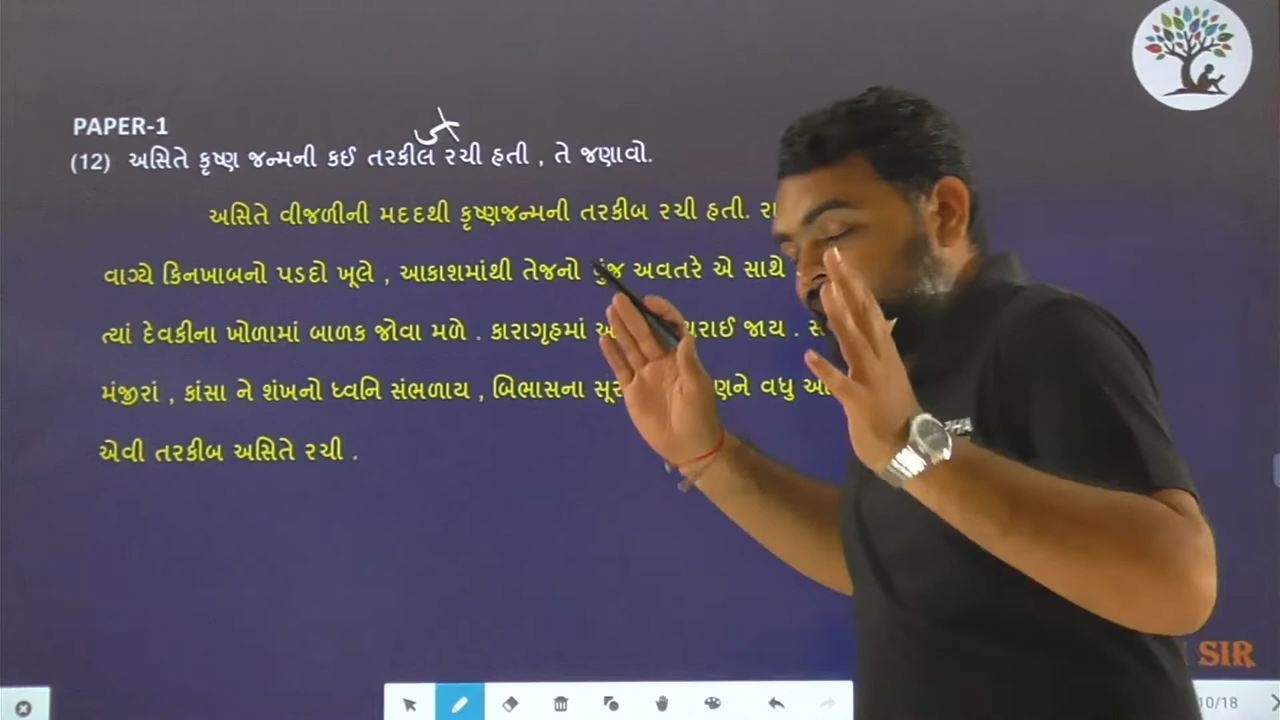 PAPER-1
(12) અસિતે કૃષ્ણ જન્મની કઈ તરકીલ રચી હતી , તે જણાવો.
અસિતે વીજળીની મદદથી કૃષ્ણજન્મની તરકીબ રચી હતી.
વાગ્યે કિનખાબનો પડદો ખૂલે , આકાશમાંથી તેજનો પુંજ અવતરે એ સાથે
ત્યાં દેવકીના ખોળામાં બાળક જોવા મળે . કારાગૃહમાં જાય .
મંજીરાં , કાંસા ને શંખનો ધ્વનિ સંભળાય , બિભાસના વધુ
એવી તરકીબ અસિતે રચી .
SIR
10/18